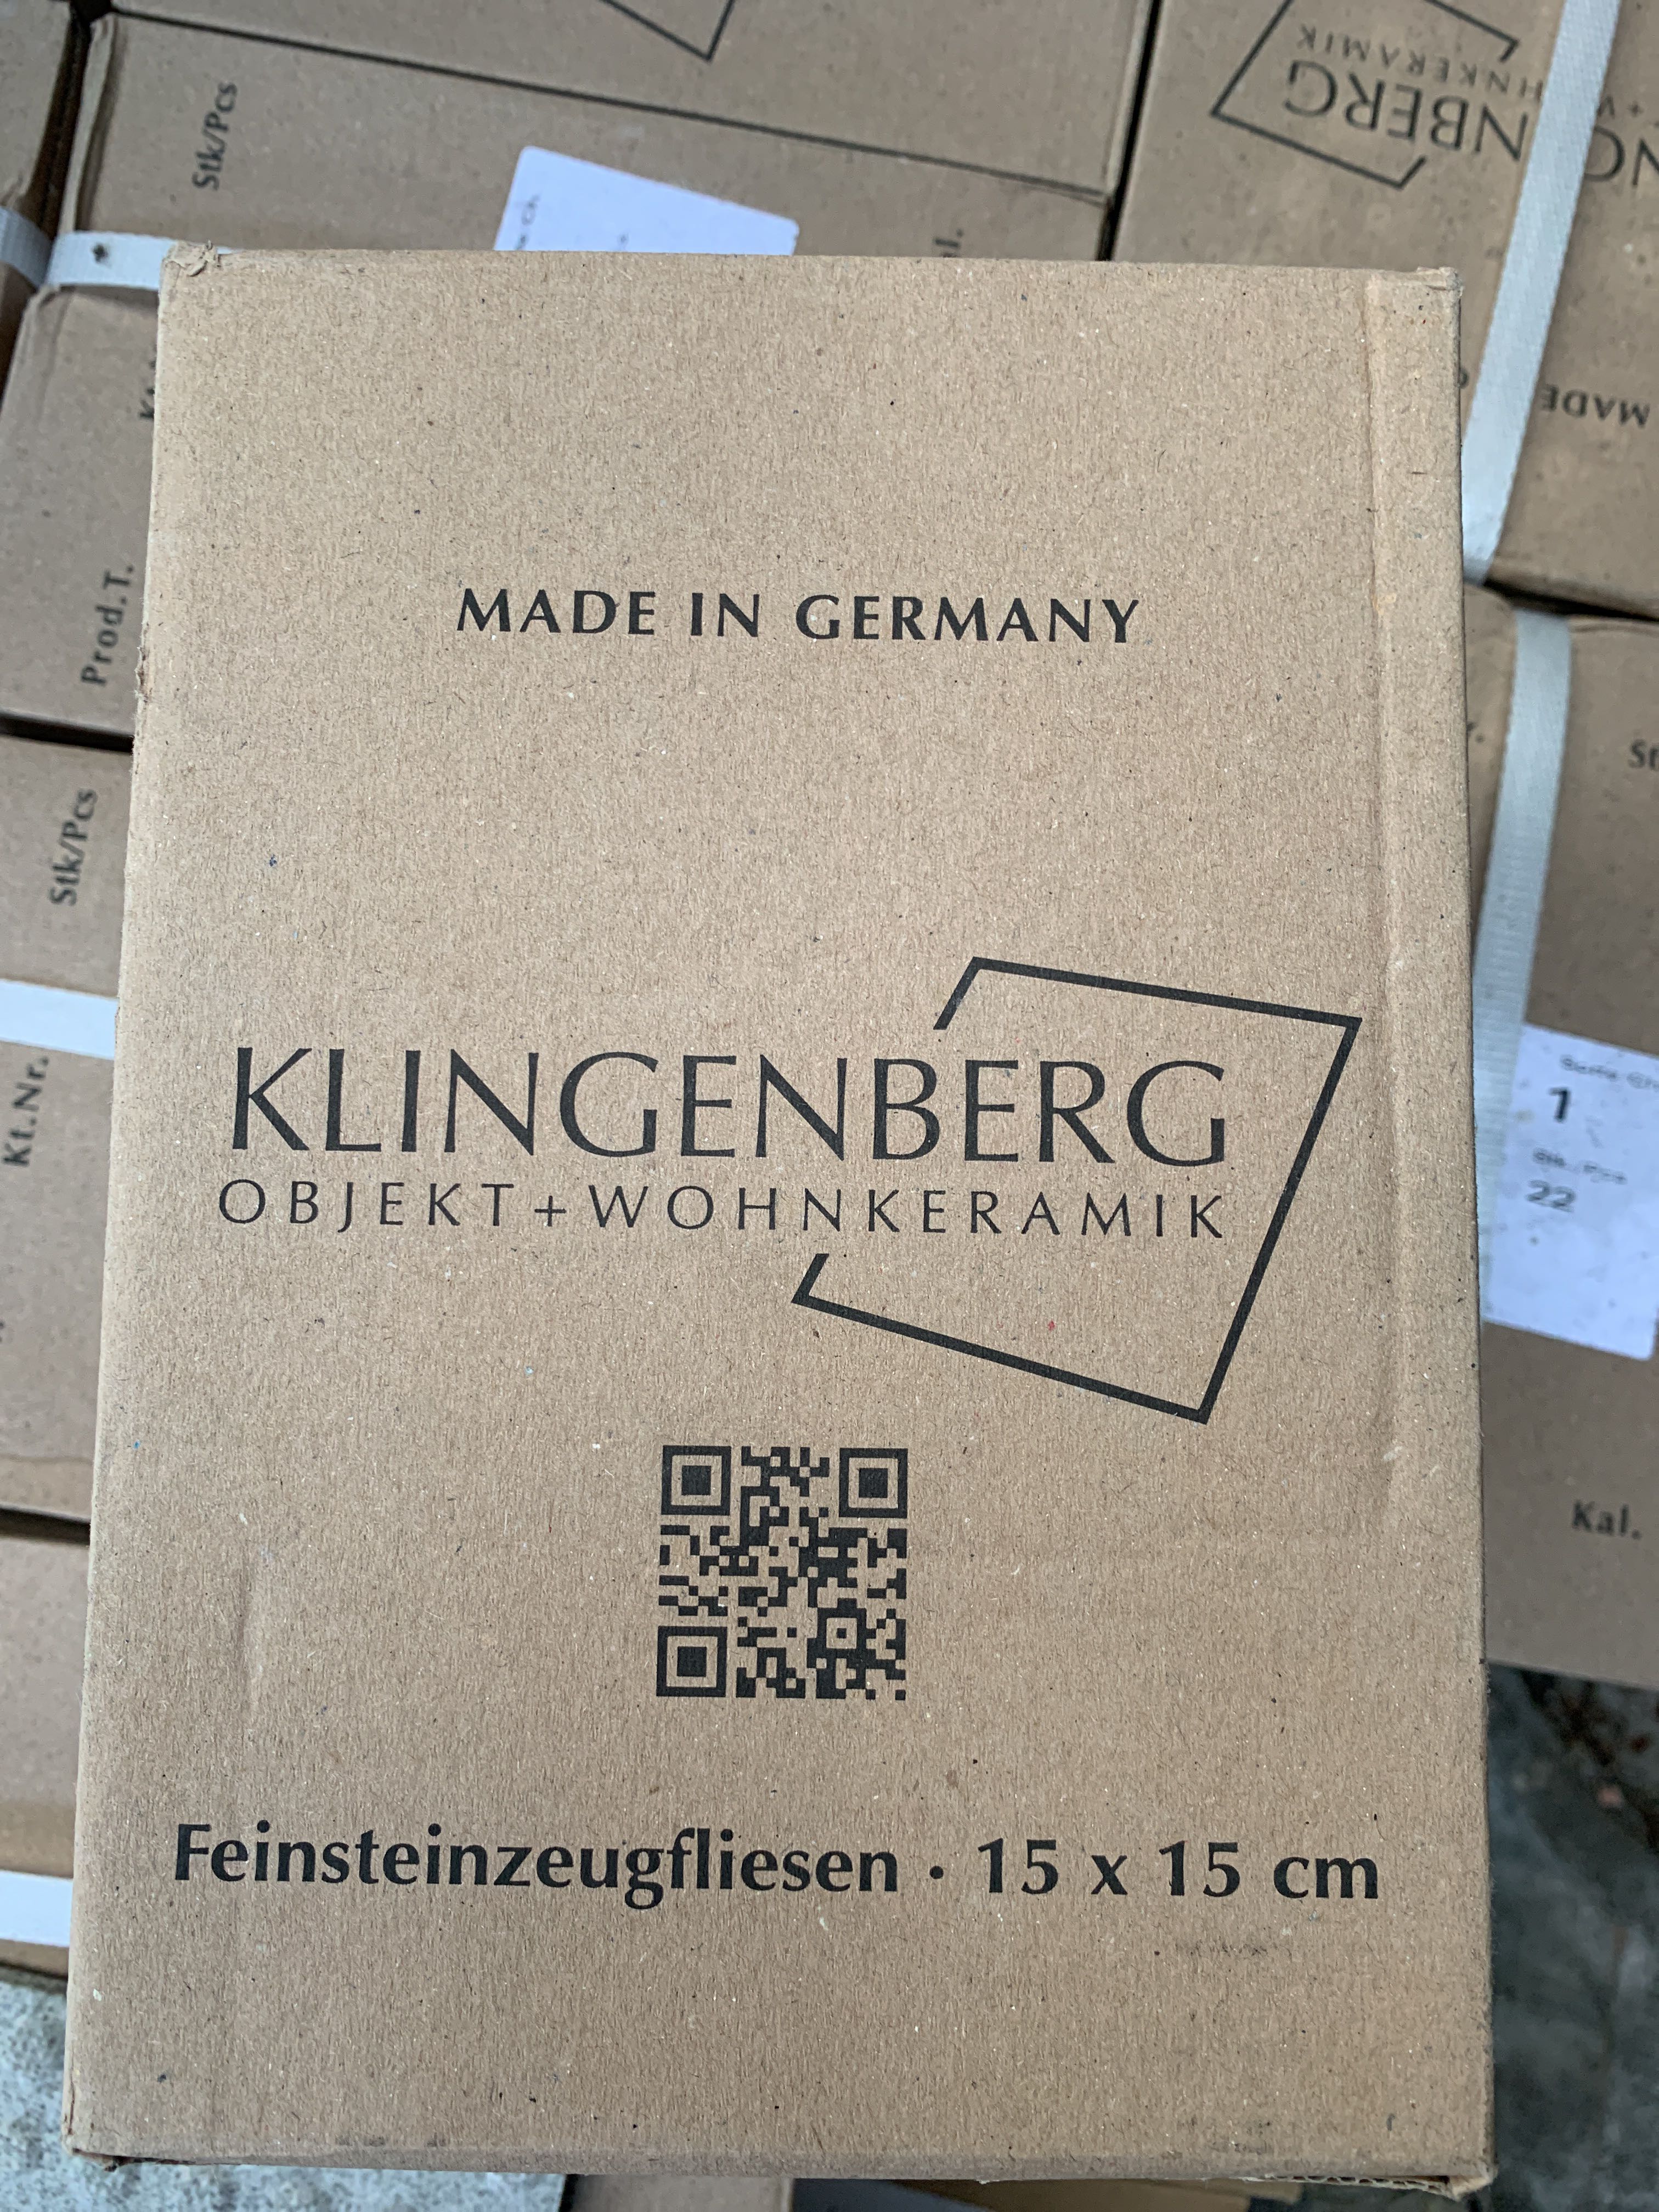 Stk/Pcs
NBERG
HNKERAMIK
MADE
Prod.T.
Stk/Pcs
Kt.Nr.
MADE IN GERMANY
KLINGENBERG
OBJEKT+WOHNKERAMIK
Feinsteinzeugfliesen · 15 x 15 cm
1
22
Kal.